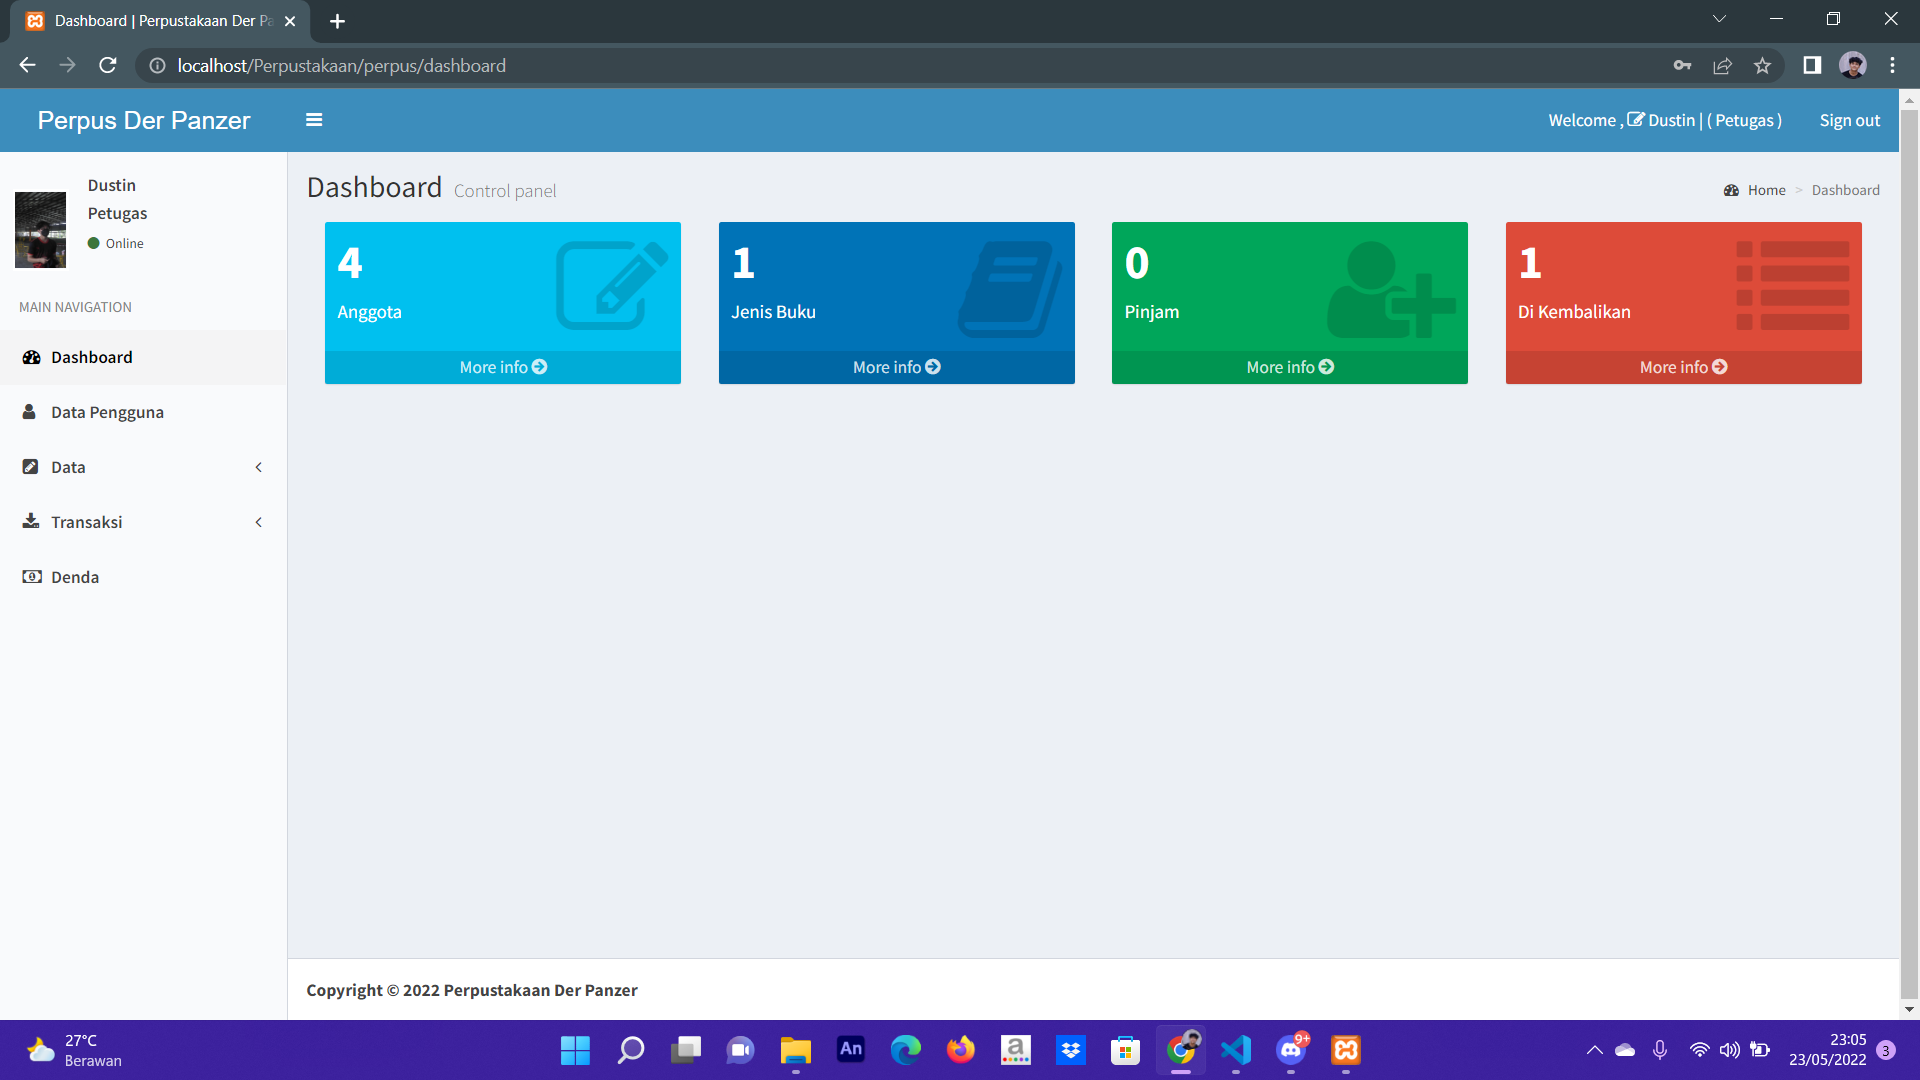 Dashboard | Perpustakaan Der Pa
localhost/Perpustakaan/perpus/dashboard
Perpus Der Panzer
Welcome , Dustin | ( Petugas )
Sign out
Dustin
Petugas
Online
MAIN NAVIGATION
Dashboard
Data Pengguna
Data
Transaksi
Denda
Dashboard Control panel
Home > Dashboard
4
Anggota
More info
1
Jenis Buku
More info
0
Pinjam
More info
1
Di Kembalikan
More info
Copyright © 2022 Perpustakaan Der Panzer
27°C
Berawan
An
a
9+
23:05
23/05/2022
3